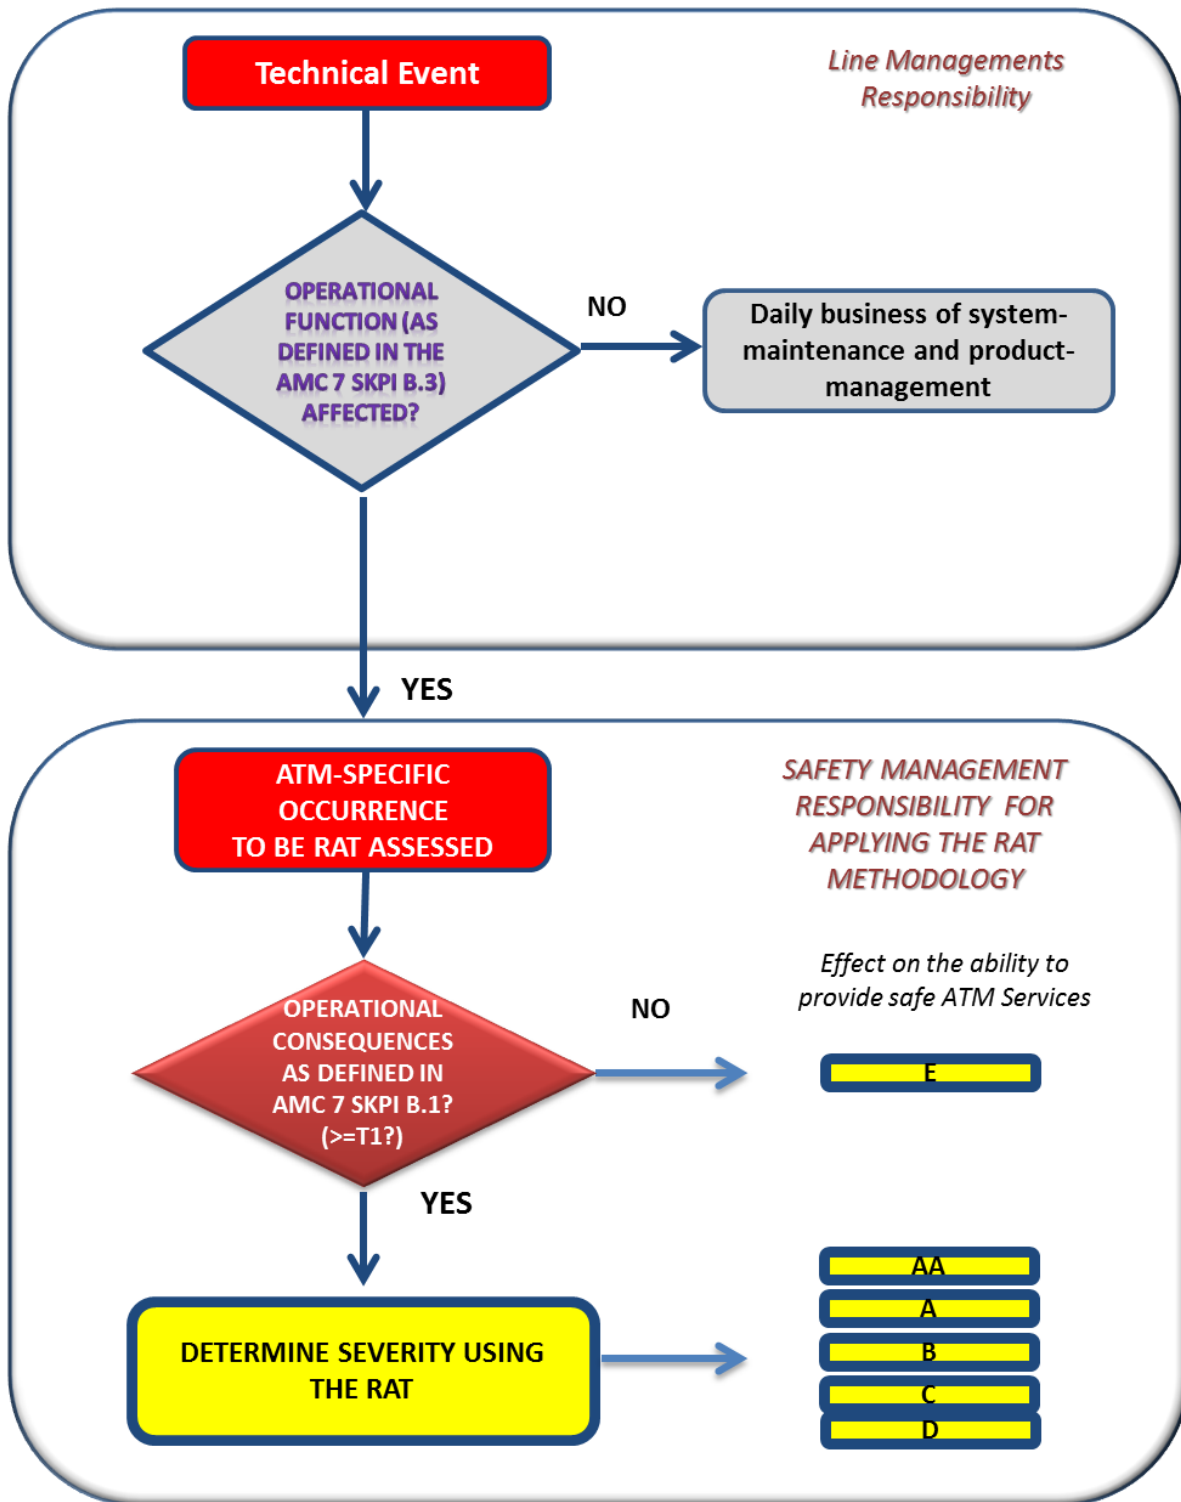 Technical Event
Line Managements
Responsibility
OPERATIONAL
FUNCTION (AS
DEFINED IN THE
AMC 7 SKPI B.3)
AFFECTED?
NO
Daily business of system-
maintenance and product-
management
YES
ATM-SPECIFIC
OCCURRENCE
TO BE RAT ASSESSED
SAFETY MANAGEMENT
RESPONSIBILITY FOR
APPLYING THE RAT
METHODOLOGY
Effect on the ability to
provide safe ATM Services
OPERATIONAL
CONSEQUENCES
AS DEFINED IN
AMC 7 SKPI B.1?
(>=T1?)
NO
E
YES
DETERMINE SEVERITY USING
THE RAT
AA
A
B
C
D